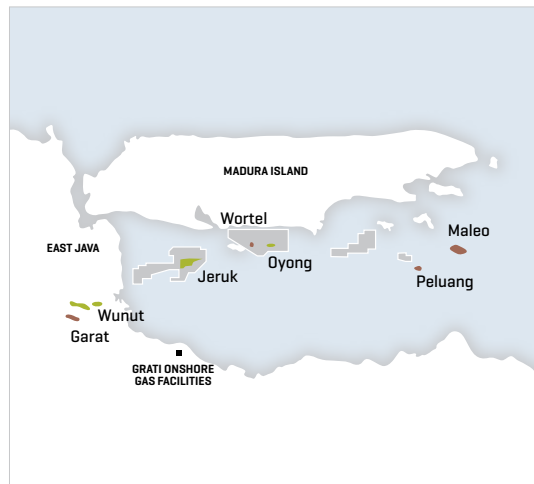 MADURA ISLAND
Wortel
Maleo
EAST JAVA
Oyong
Jeruk
Peluang
Wunut
Garat
GRATI ONSHORE
GAS FACILITIES